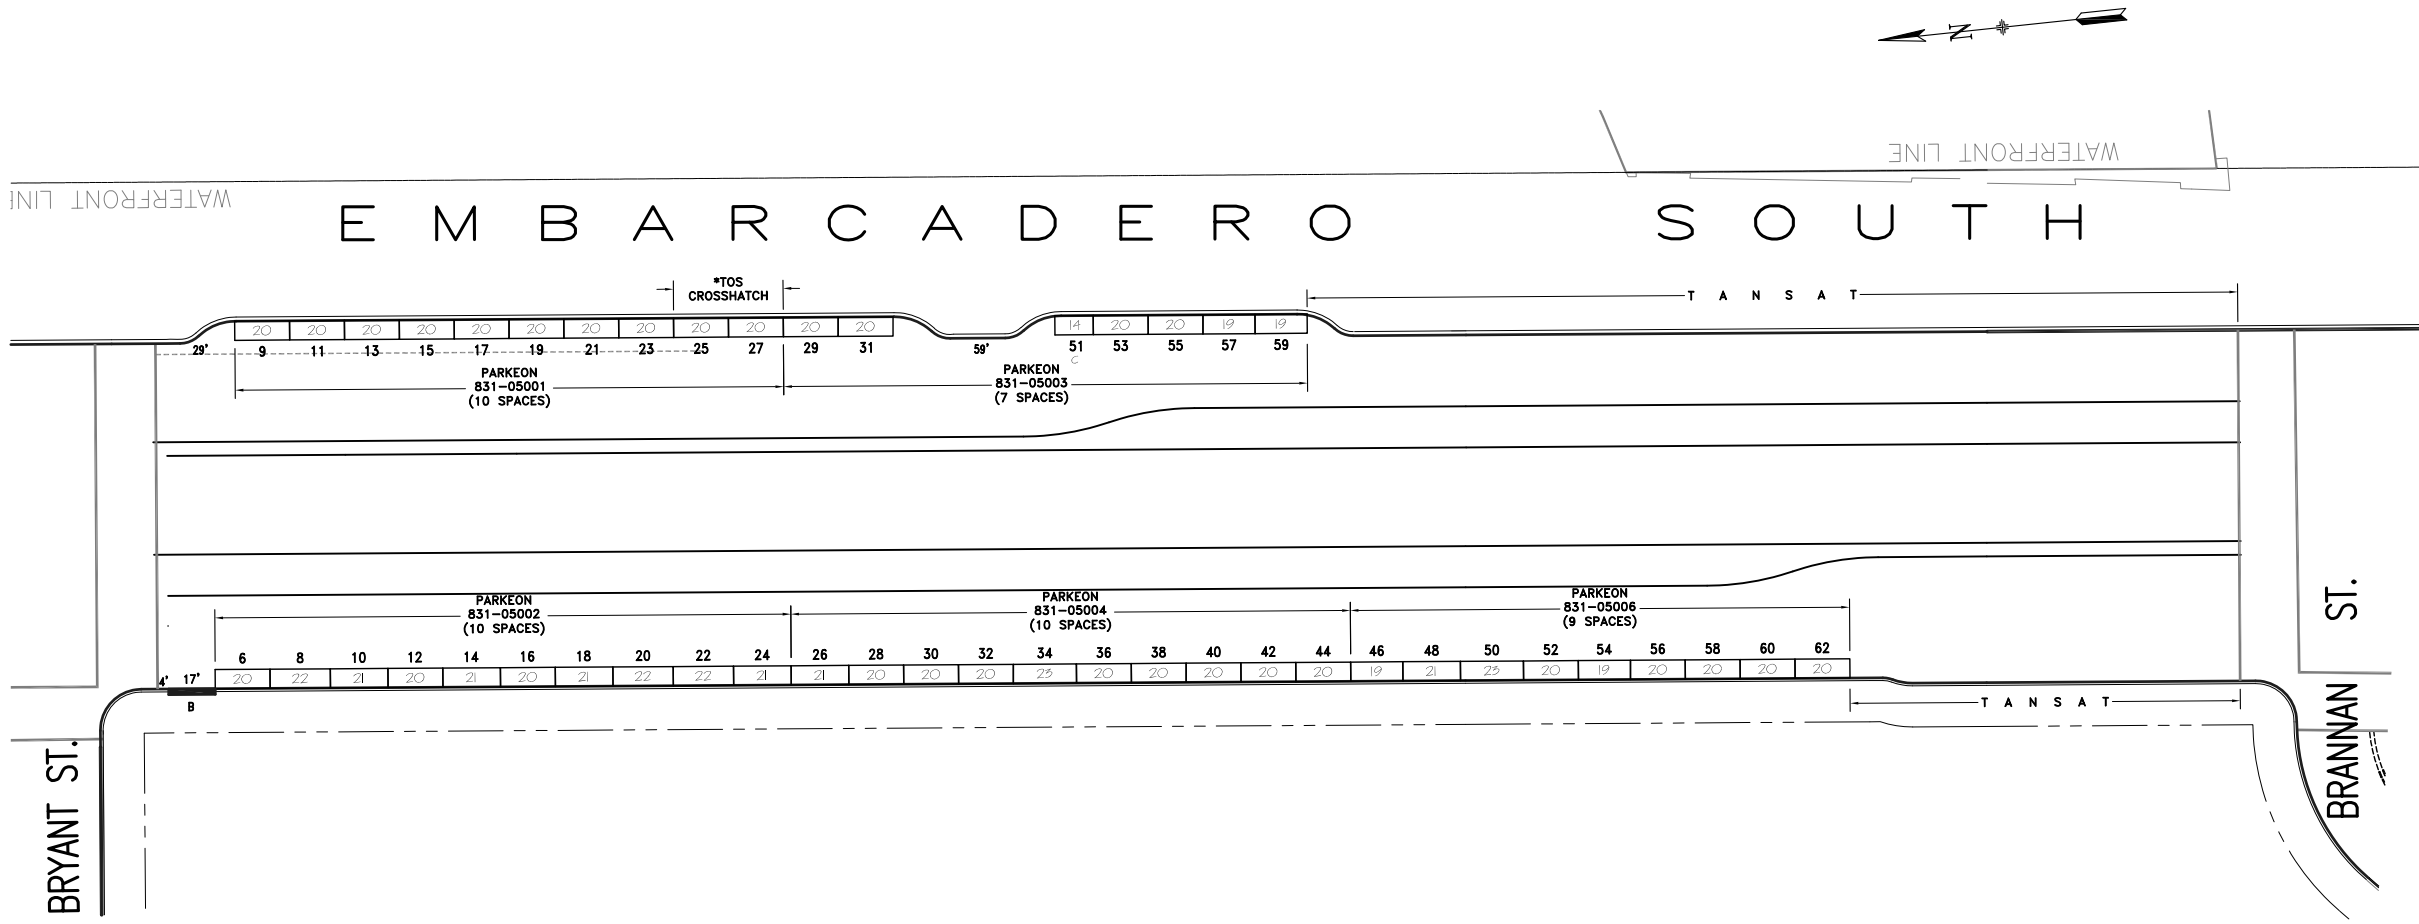 N
WATERFRONT LINE
WATERFRONT LINE
EMBARCADERO SOUTH
*TOS
CROSSHATCH
TANSAT
20 20 20 20 20 20 20 20 20 20 20 20 14 20 20 19 19
29' 9 11 13 15 17 19 21 23 25 27 29 31 59' 51 53 55 57 59
C
PARKEON
831-05001
(10 SPACES)
PARKEON
831-05003
(7 SPACES)
PARKEON
831-05002
(10 SPACES)
PARKEON
831-05004
(10 SPACES)
PARKEON
831-05006
(9 SPACES)
6 8 10 12 14 16 18 20 22 24 26 28 30 32 34 36 38 40 42 44 46 48 50 52 54 56 58 60 62
4' 17' 20 22 21 20 21 20 21 22 22 21 21 20 20 20 23 20 20 20 20 20 19 21 23 20 19 20 20 20 20
B
TANSAT
BRYANT ST.
BRANNAN ST.